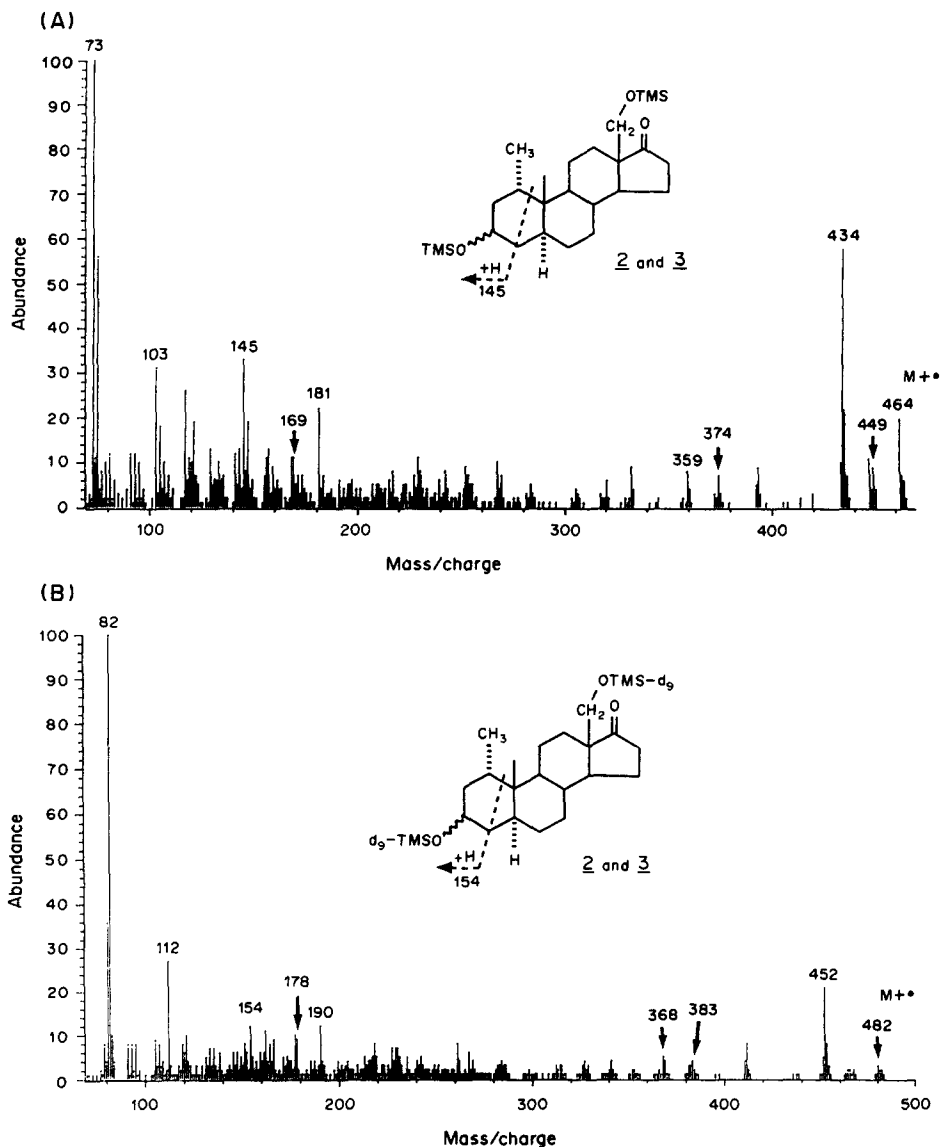 (A)
73
100
90
80
70
60
50
40
30
20
10
0
Abundance
OTMS
CH2
O
CH3
TMSO
H
+H
145
2 and 3
434
103
145
169
181
359
374
449
464
M+•
100
200
300
400
Mass/charge
(B)
82
100
90
80
70
60
50
40
30
20
10
0
Abundance
OTMS-d9
CH2
O
CH3
d9-TMSO
H
+H
154
2 and 3
112
154
178
190
368
383
452
M+•
482
100
200
300
400
500
Mass/charge